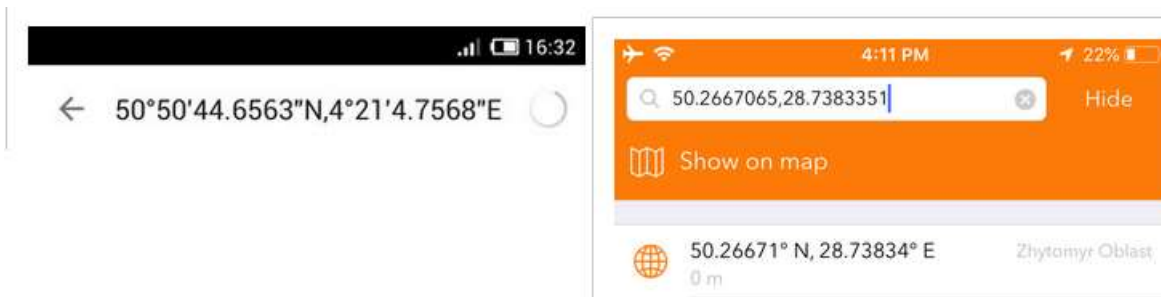 16:32
50°50'44.6563"N,4°21'4.7568"E
4:11 PM
22%
50.2667065,28.7383351
Hide
Show on map
50.26671° N, 28.73834° E
Zhytomyr Oblast
0 m